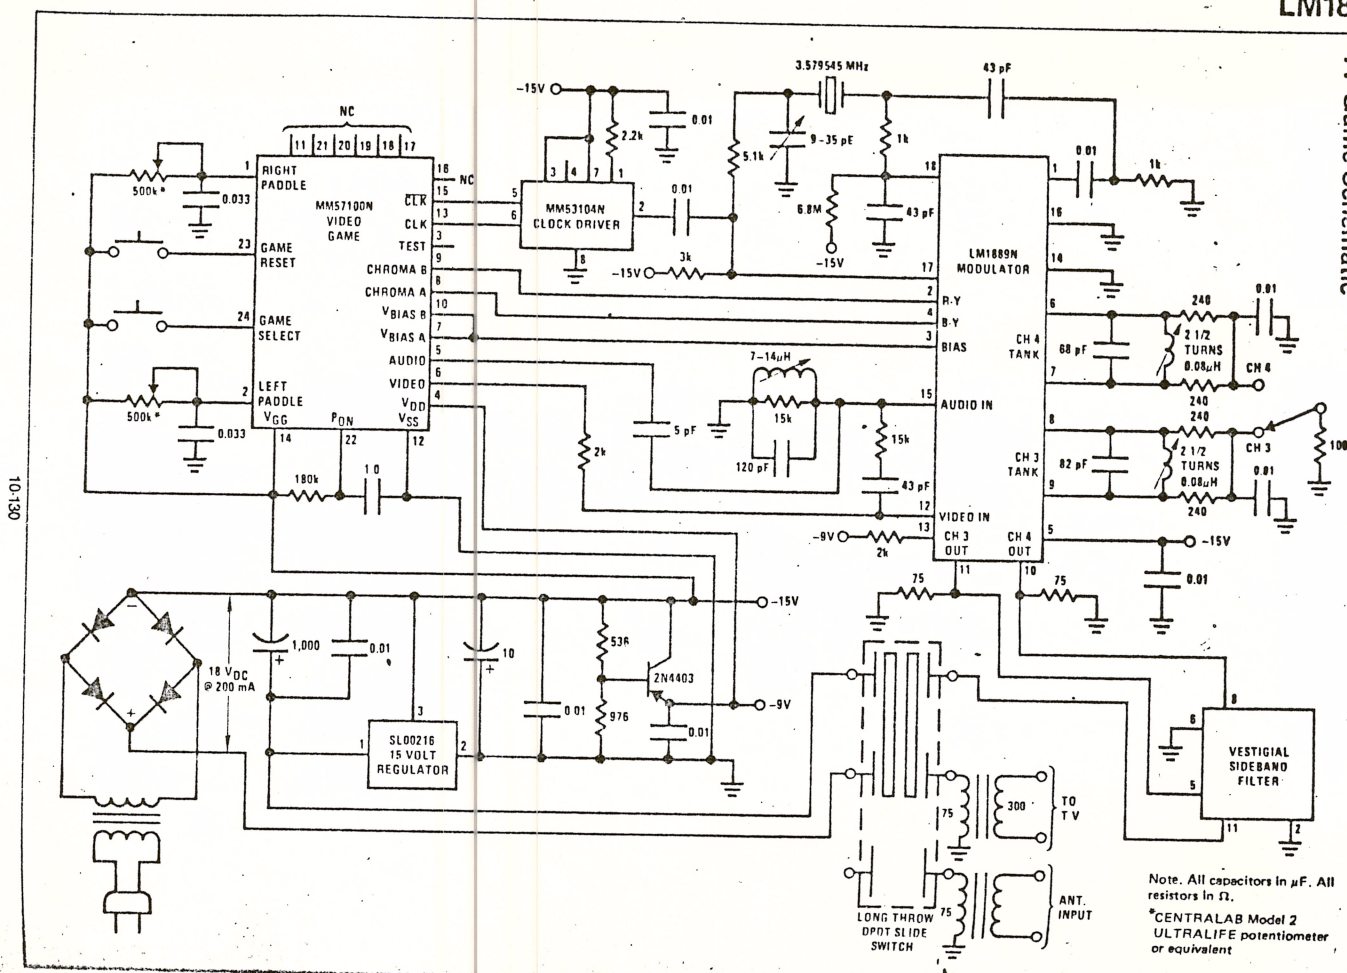 LM18
TV Game Schematic
10-130
NC
11 21 20 19 18 17
1
RIGHT
PADDLE
500k*
0.033
MM57100N
VIDEO
GAME
16
NC
15
CLK
13
CLK
3
TEST
23
GAME
RESET
9
CHROMA B
8
CHROMA A
10
VBIAS B
7
VBIAS A
24
GAME
SELECT
5
AUDIO
6
VIDEO
4
VDD
VSS
2
LEFT
PADDLE
500k*
0.033
VGG
PON
14
22
12
180k
10
-15V
0.01
2.2k
3 4 7 1
5
6
MM53104N
CLOCK DRIVER
2
8
0.01
-15V
3k
5.1k
3.579545 MHz
9-35 pF
43 pF
1k
6.8M
-15V
43 pF
0.01
1k
18
1
16
14
17
LM1889N
MODULATOR
2
R-Y
4
B-Y
3
BIAS
6
CH 4
TANK
7
68 pF
240
2 1/2
TURNS
0.08μH
240
0.01
CH 4
15
AUDIO IN
7-14μH
15k
120 pF
5 pF
2k
15k
43 pF
8
CH 3
TANK
9
82 pF
240
2 1/2
TURNS
0.08μH
240
CH 3
0.01
100
12
VIDEO IN
13
CH 3
OUT
CH 4
OUT
5
-15V
0.01
-9V
2k
11
10
75
75
18 VDC
@ 200 mA
−
+
1,000
+
0.01
10
+
0.01
536
976
2N4403
0.01
-15V
-9V
1
3
2
SL00216
15 VOLT
REGULATOR
LONG THROW
DPDT SLIDE
SWITCH
75
300
TO
TV
75
ANT.
INPUT
8
6
5
11
2
VESTIGIAL
SIDEBAND
FILTER
Note. All capacitors in μF. All
resistors in Ω.
*CENTRALAB Model 2
ULTRALIFE potentiometer
or equivalent